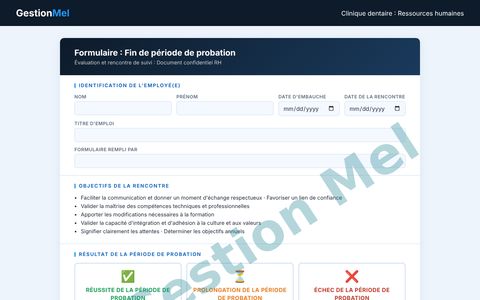 GestionMel
Clinique dentaire : Ressources humaines
Formulaire : Fin de période de probation
Évaluation et rencontre de suivi : Document confidentiel RH
IDENTIFICATION DE L'EMPLOYÉ(E)
NOM PRÉNOM DATE D'EMBAUCHE DATE DE LA RENCONTRE
mm/dd/yyyy mm/dd/yyyy
TITRE D'EMPLOI
FORMULAIRE REMPLI PAR
OBJECTIFS DE LA RENCONTRE
• Faciliter la communication et donner un moment d'échange respectueux · Favoriser un lien de confiance
• Valider la maîtrise des compétences techniques et professionnelles
• Apporter les modifications nécessaires à la formation
• Valider la capacité d'intégration et d'adhésion à la culture et aux valeurs
• Signifier clairement les attentes · Déterminer les objectifs annuels
RÉSULTAT DE LA PÉRIODE DE PROBATION
RÉUSSITE DE LA PÉRIODE DE PROBATION
PROLONGATION DE LA PÉRIODE DE PROBATION
ÉCHEC DE LA PÉRIODE DE PROBATION
Gestion Mel